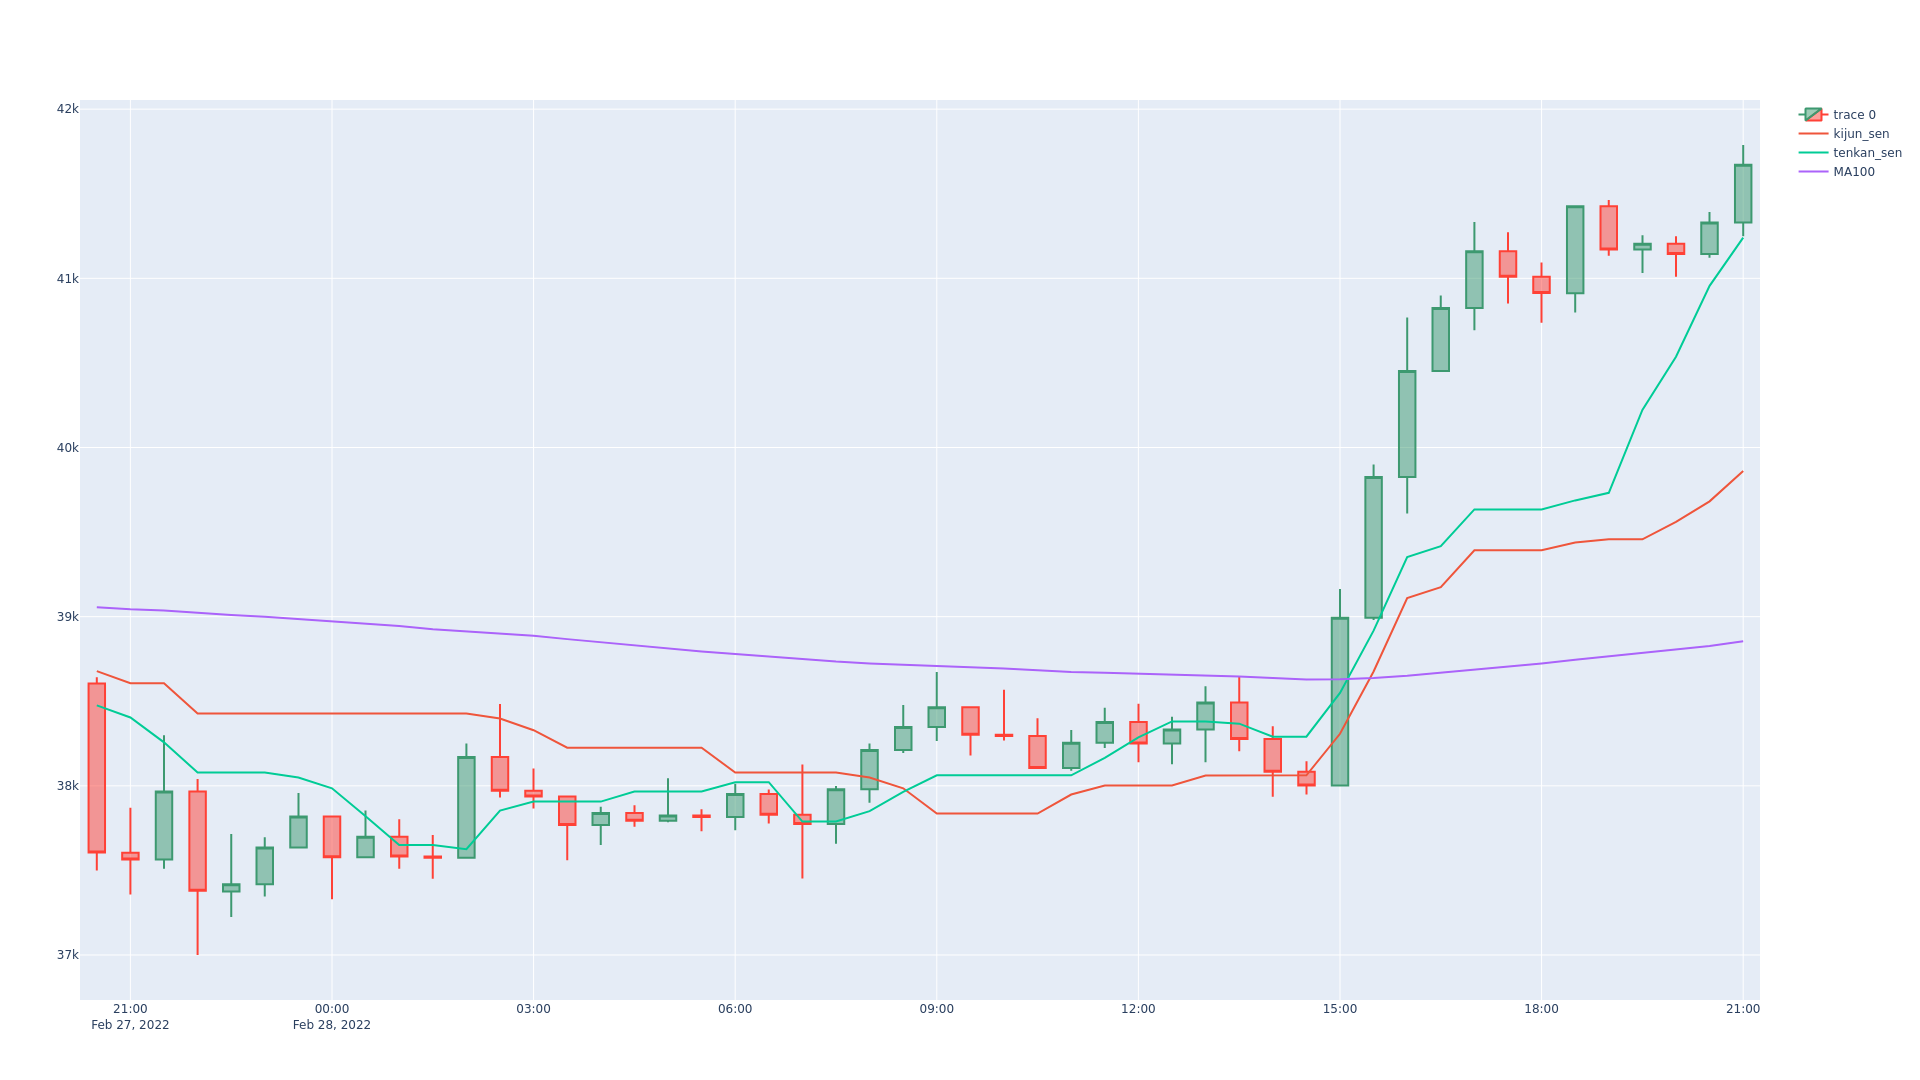 42k
41k
40k
39k
38k
37k
21:00
Feb 27, 2022
00:00
Feb 28, 2022
03:00
06:00
09:00
12:00
15:00
18:00
21:00
trace 0
kijun_sen
tenkan_sen
MA100